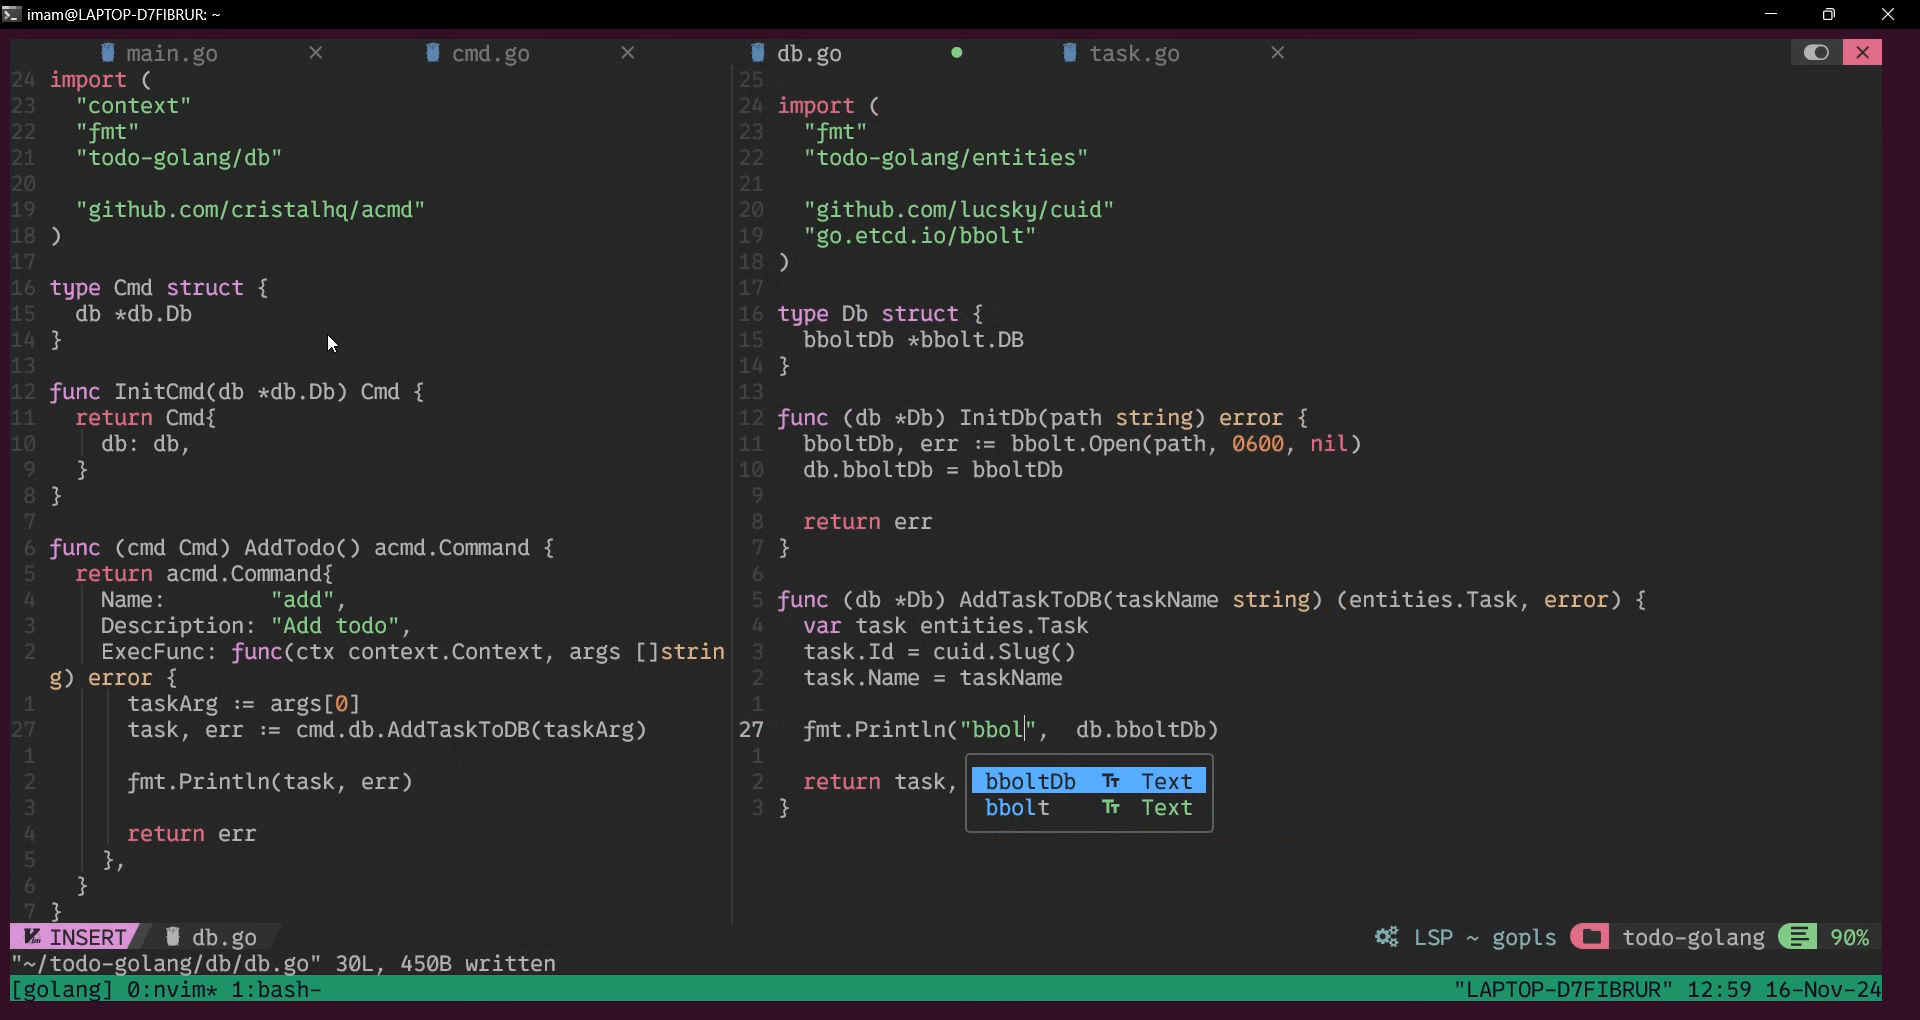 imam@LAPTOP-D7FIBRUR: ~
main.go
cmd.go
db.go
task.go
24 import (
23 "context"
22 "fmt"
21 "todo-golang/db"
20
19 "github.com/cristalhq/acmd"
18 )
17
16 type Cmd struct {
15 db *db.Db
14 }
13
12 func InitCmd(db *db.Db) Cmd {
11 return Cmd{
10 db: db,
9 }
8 }
7
6 func (cmd Cmd) AddTodo() acmd.Command {
5 return acmd.Command{
4 Name: "add",
3 Description: "Add todo",
2 ExecFunc: func(ctx context.Context, args []strin
g) error {
1 taskArg := args[0]
27 task, err := cmd.db.AddTaskToDB(taskArg)
1
2 fmt.Println(task, err)
3
4 return err
5 },
6 }
7 }
25
24 import (
23 "fmt"
22 "todo-golang/entities"
21
20 "github.com/lucsky/cuid"
19 "go.etcd.io/bbolt"
18 )
17
16 type Db struct {
15 bboltDb *bbolt.DB
14 }
13
12 func (db *Db) InitDb(path string) error {
11 bboltDb, err := bbolt.Open(path, 0600, nil)
10 db.bboltDb = bboltDb
9
8 return err
7 }
6
5 func (db *Db) AddTaskToDB(taskName string) (entities.Task, error) {
4 var task entities.Task
3 task.Id = cuid.Slug()
2 task.Name = taskName
1
27 fmt.Println("bbol", db.bboltDb)
1
2 return task,
3 }
bboltDb Text
bbolt Text
INSERT db.go
LSP ~ gopls todo-golang 90%
"~/todo-golang/db/db.go" 30L, 450B written
[golang] 0:nvim* 1:bash-
"LAPTOP-D7FIBRUR" 12:59 16-Nov-24